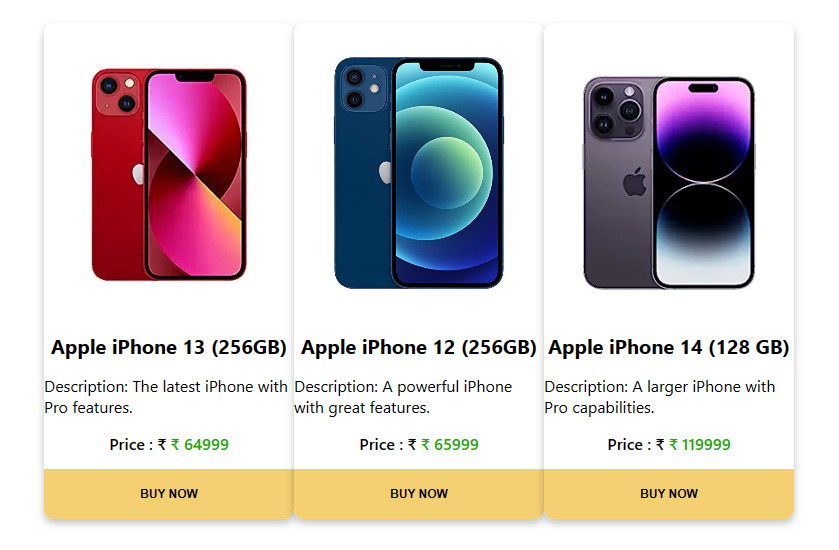 Apple iPhone 13 (256GB)
Description: The latest iPhone with
Pro features.
Price : ₹ ₹ 64999
BUY NOW
Apple iPhone 12 (256GB)
Description: A powerful iPhone
with great features.
Price : ₹ ₹ 65999
BUY NOW
Apple iPhone 14 (128 GB)
Description: A larger iPhone with
Pro capabilities.
Price : ₹ ₹ 119999
BUY NOW